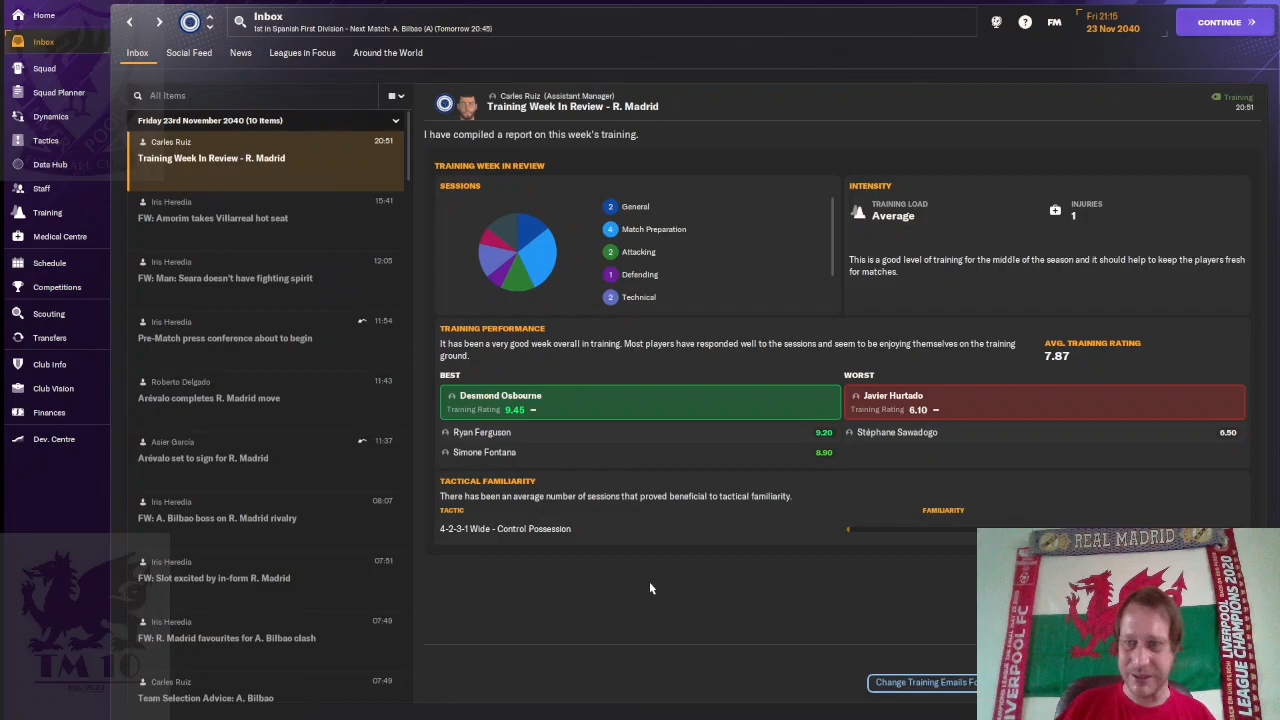 Home
Inbox
Squad
Squad Planner
Dynamics
Tactics
Data Hub
Staff
Training
Medical Centre
Schedule
Competitions
Scouting
Transfers
Club Info
Club Vision
Finances
Dev. Centre
TM 10
Inbox
1st in Spanish First Division - Next Match: A. Bilbao (A) (Tomorrow 20:45)
FM
Fri 21:15
23 Nov 2040
CONTINUE
Inbox Social Feed News Leagues in Focus Around the World
All Items
Friday 23rd November 2040 (10 Items)
Carles Ruiz 20:51
Training Week In Review - R. Madrid
Iris Heredia 15:41
FW: Amorim takes Villarreal hot seat
Iris Heredia 12:05
FW: Man: Seara doesn't have fighting spirit
Iris Heredia 11:54
Pre-Match press conference about to begin
Roberto Delgado 11:43
Arévalo completes R. Madrid move
Asier García 11:37
Arévalo set to sign for R. Madrid
Iris Heredia 08:07
FW: A. Bilbao boss on R. Madrid rivalry
Iris Heredia 07:51
FW: Slot excited by in-form R. Madrid
Iris Heredia 07:49
FW: R. Madrid favourites for A. Bilbao clash
Carles Ruiz 07:49
Team Selection Advice: A. Bilbao
Carles Ruiz (Assistant Manager)
Training Week In Review - R. Madrid
Training
20:51
I have compiled a report on this week's training.
TRAINING WEEK IN REVIEW
SESSIONS
2 General
4 Match Preparation
2 Attacking
1 Defending
2 Technical
INTENSITY
TRAINING LOAD
Average
INJURIES
1
This is a good level of training for the middle of the season and it should help to keep the players fresh
for matches.
TRAINING PERFORMANCE
It has been a very good week overall in training. Most players have responded well to the sessions and seem to be enjoying themselves on the training
ground.
AVG. TRAINING RATING
7.87
BEST
Desmond Osbourne
Training Rating 9.45
Ryan Ferguson 9.20
Simone Fontana 8.90
WORST
Javier Hurtado
Training Rating 6.10
Stéphane Sawadogo 6.50
TACTICAL FAMILIARITY
There has been an average number of sessions that proved beneficial to tactical familiarity.
TACTIC FAMILIARITY
4-2-3-1 Wide - Control Possession
Change Training Emails Fo
REAL MADRID
LIVERPOOL FC
LIVERPOOL
LEAGUE CHAMPIONS 2020